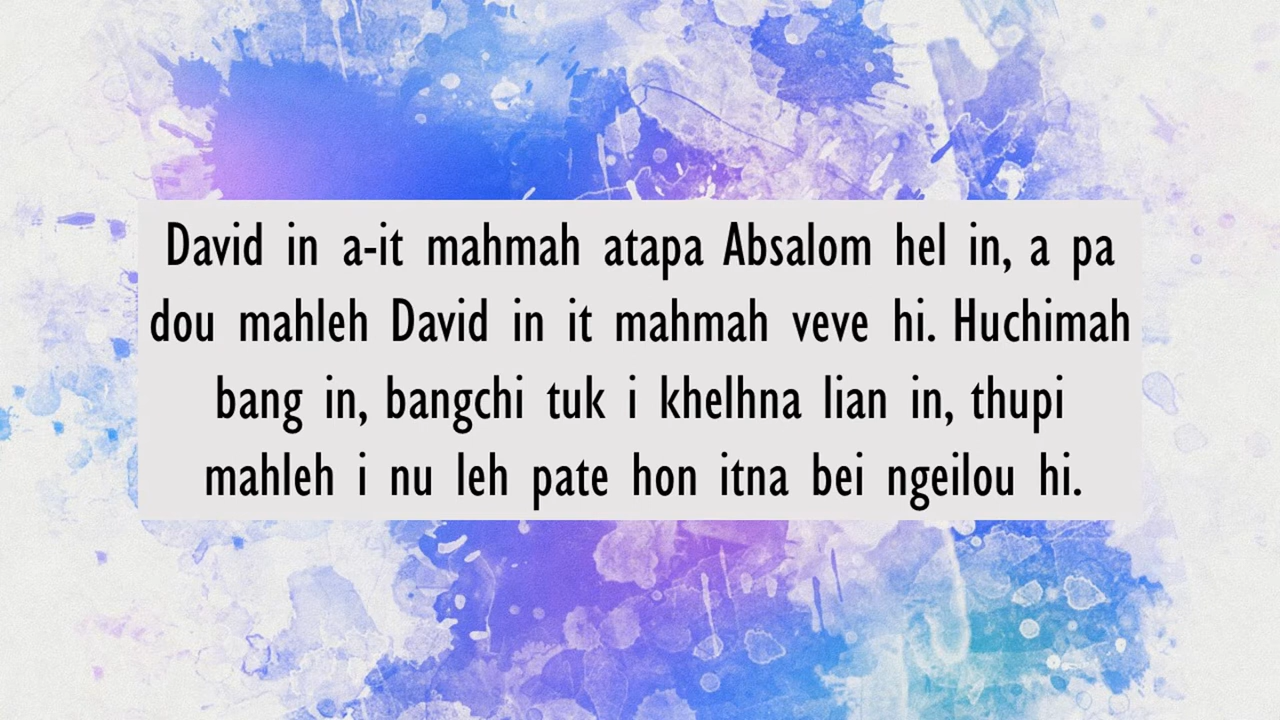 David in a-it mahmah atapa Absalom hel in, a pa
dou mahleh David in it mahmah veve hi. Huchimah
bang in, bangchi tuk i khelhna lian in, thupi
mahleh i nu leh pate hon itna bei ngeilou hi.